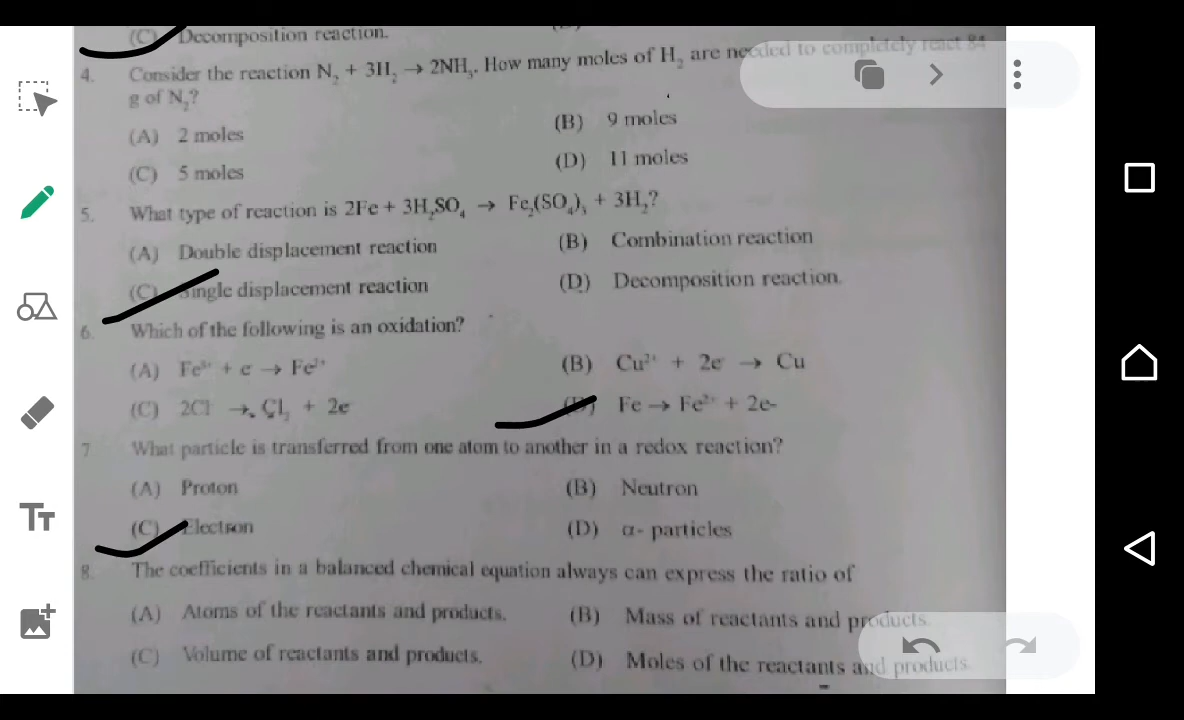 (C) Decomposition reaction.
4. Consider the reaction N₂ + 3H₂ → 2NH₃. How many moles of H₂ are needed to completely react 84
g of N₂?
(A) 2 moles (B) 9 moles
(C) 5 moles (D) 11 moles
5. What type of reaction is 2Fe + 3H₂SO₄ → Fe₂(SO₄)₃ + 3H₂?
(A) Double displacement reaction (B) Combination reaction
(C) Single displacement reaction (D) Decomposition reaction.
6. Which of the following is an oxidation?
(A) Fe³⁺ + e → Fe²⁺ (B) Cu²⁺ + 2e → Cu
(C) 2Cl → Cl₂ + 2e (D) Fe → Fe²⁺ + 2e-
7 What particle is transferred from one atom to another in a redox reaction?
(A) Proton (B) Neutron
(C) Electron (D) α- particles
8. The coefficients in a balanced chemical equation always can express the ratio of
(A) Atoms of the reactants and products. (B) Mass of reactants and products.
(C) Volume of reactants and products. (D) Moles of the reactants and products.
TT